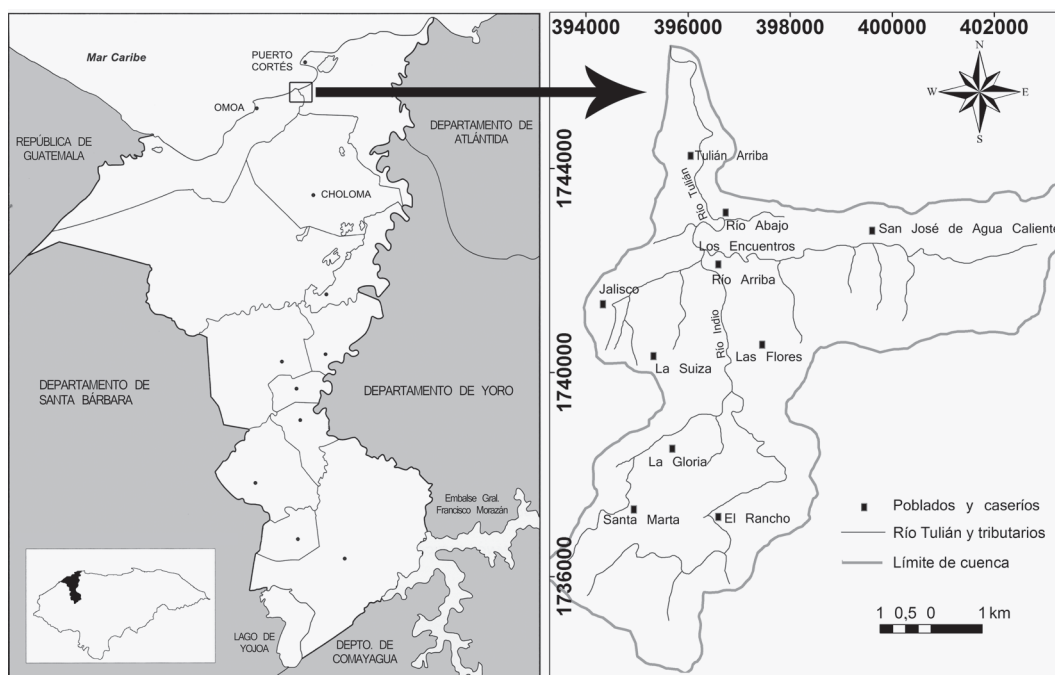 Mar Caribe
PUERTO
CORTÉS
OMOA
REPÚBLICA DE
GUATEMALA
DEPARTAMENTO DE
ATLÁNTIDA
CHOLOMA
DEPARTAMENTO DE
SANTA BÁRBARA
DEPARTAMENTO DE YORO
Embalse Gral.
Francisco Morazán
LAGO DE
YOJOA
DEPTO. DE
COMAYAGUA
394000 396000 398000 400000 402000
N
W E
S
1744000
1740000
1736000
Tulián Arriba
Río Tulián
Río Abajo
San José de Agua Caliente
Los Encuentros
Río Arriba
Jalisco
Río Indio
La Suiza
Las Flores
La Gloria
Santa Marta
El Rancho
Poblados y caseríos
Río Tulián y tributarios
Límite de cuenca
1 0,5 0 1 km